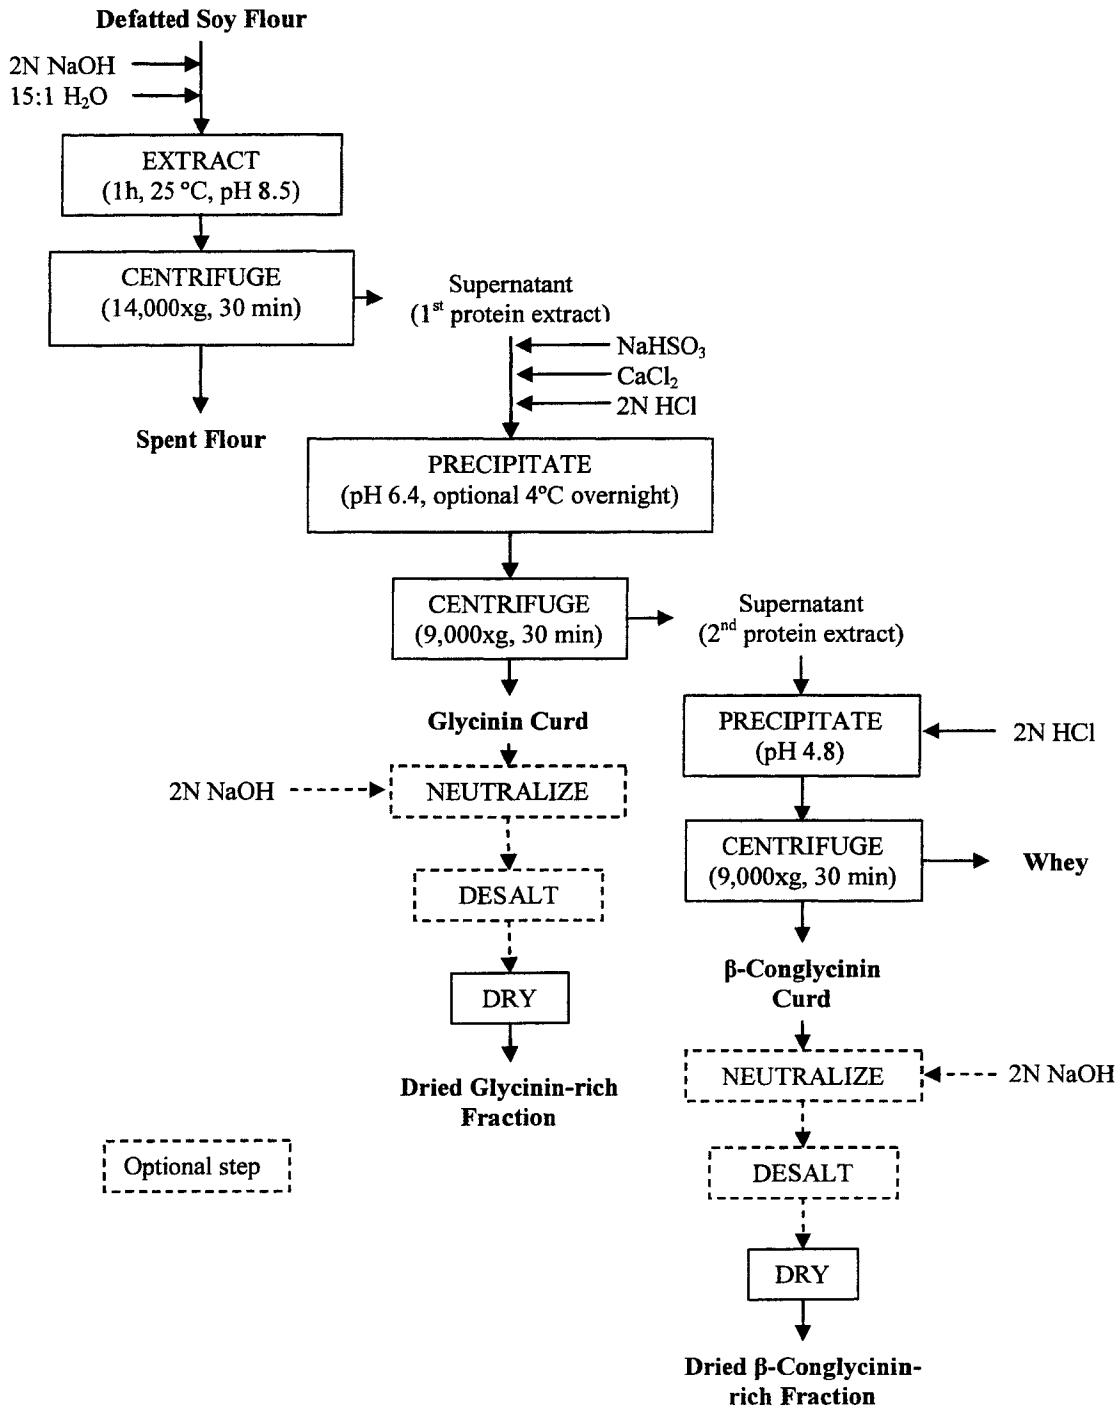 Defatted Soy Flour
2N NaOH
15:1 H₂O
EXTRACT
(1h, 25 ºC, pH 8.5)
CENTRIFUGE
(14,000xg, 30 min)
Spent Flour
Supernatant
(1ˢᵗ protein extract)
NaHSO₃
CaCl₂
2N HCl
PRECIPITATE
(pH 6.4, optional 4ºC overnight)
CENTRIFUGE
(9,000xg, 30 min)
Glycinin Curd
2N NaOH
NEUTRALIZE
DESALT
DRY
Dried Glycinin-rich
Fraction
Supernatant
(2ⁿᵈ protein extract)
PRECIPITATE
(pH 4.8)
2N HCl
CENTRIFUGE
(9,000xg, 30 min)
Whey
β-Conglycinin
Curd
NEUTRALIZE
2N NaOH
DESALT
DRY
Dried β-Conglycinin-
rich Fraction
Optional step